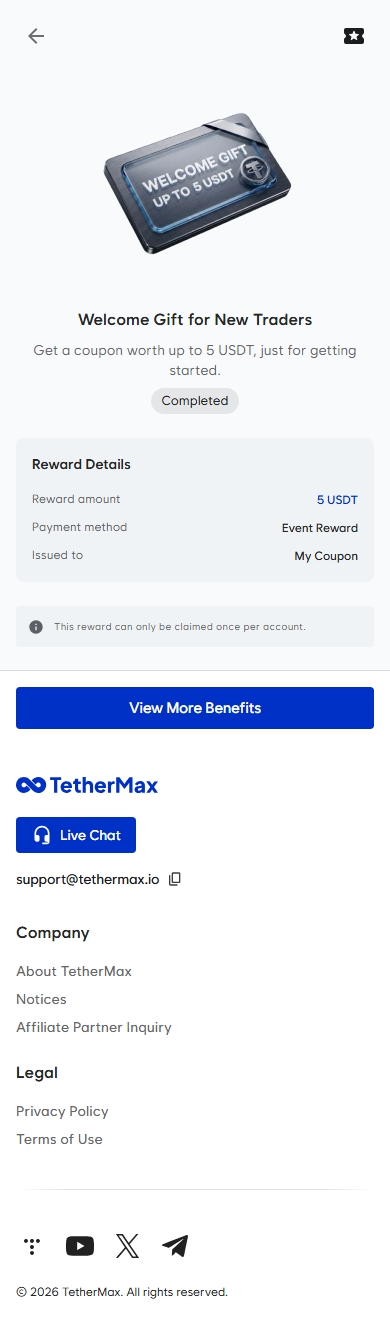 WELCOME GIFT
UP TO 5 USDT
Welcome Gift for New Traders
Get a coupon worth up to 5 USDT, just for getting
started.
Completed
Reward Details
Reward amount 5 USDT
Payment method Event Reward
Issued to My Coupon
This reward can only be claimed once per account.
View More Benefits
TetherMax
Live Chat
support@tethermax.io
Company
About TetherMax
Notices
Affiliate Partner Inquiry
Legal
Privacy Policy
Terms of Use
© 2026 TetherMax. All rights reserved.